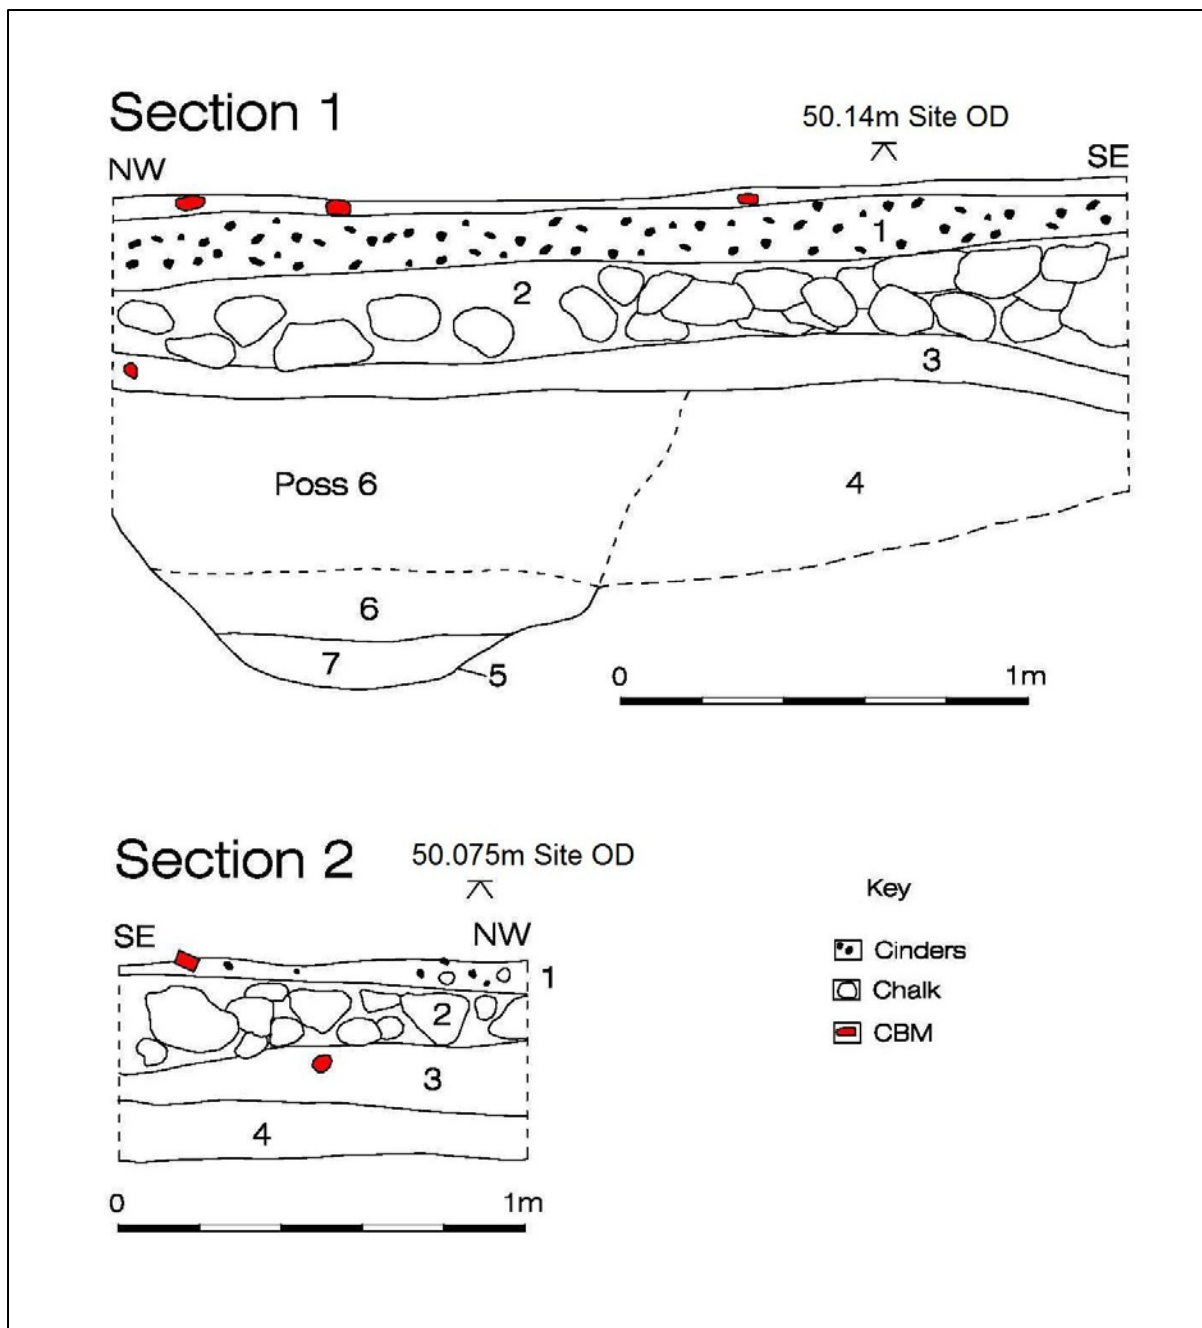 Section 1
50.14m Site OD
NW
SE
1
2
3
Poss 6
4
6
7
5
0 1m
Section 2
50.075m Site OD
SE
NW
1
2
3
4
0 1m
Key
Cinders
Chalk
CBM